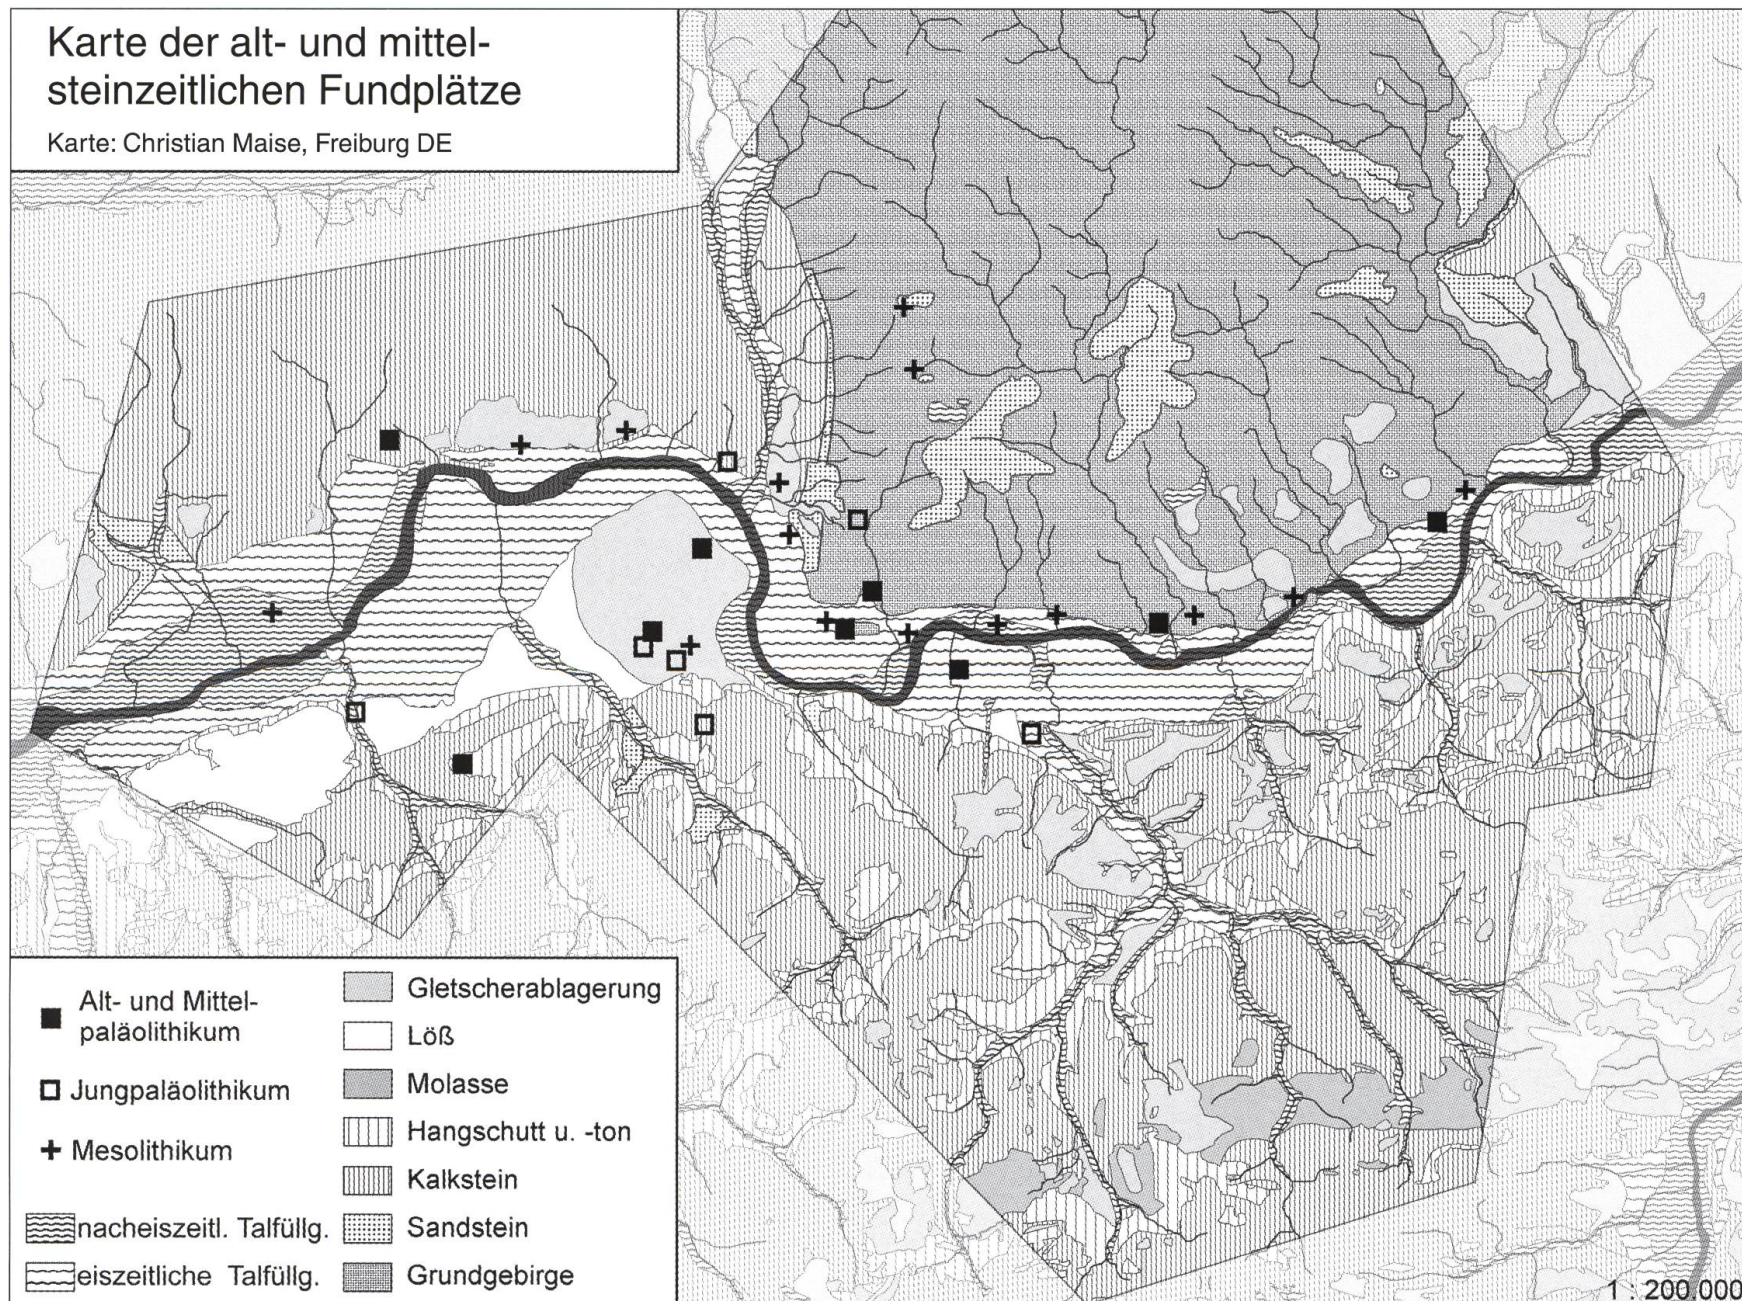 Karte der alt- und mittel-
steinzeitlichen Fundplätze
Karte: Christian Maise, Freiburg DE
Alt- und Mittel-
paläolithikum
Jungpaläolithikum
Mesolithikum
nacheiszeitl. Talfüllg.
eiszeitliche Talfüllg.
Gletscherablagerung
Löß
Molasse
Hangschutt u. -ton
Kalkstein
Sandstein
Grundgebirge
1 : 200.000